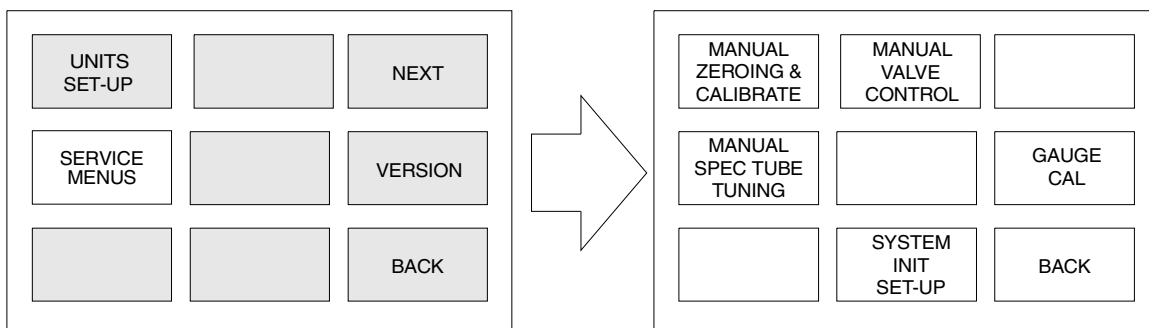 UNITS
SET-UP
NEXT
SERVICE
MENUS
VERSION
BACK
MANUAL
ZEROING &
CALIBRATE
MANUAL
VALVE
CONTROL
MANUAL
SPEC TUBE
TUNING
GAUGE
CAL
SYSTEM
INIT
SET-UP
BACK